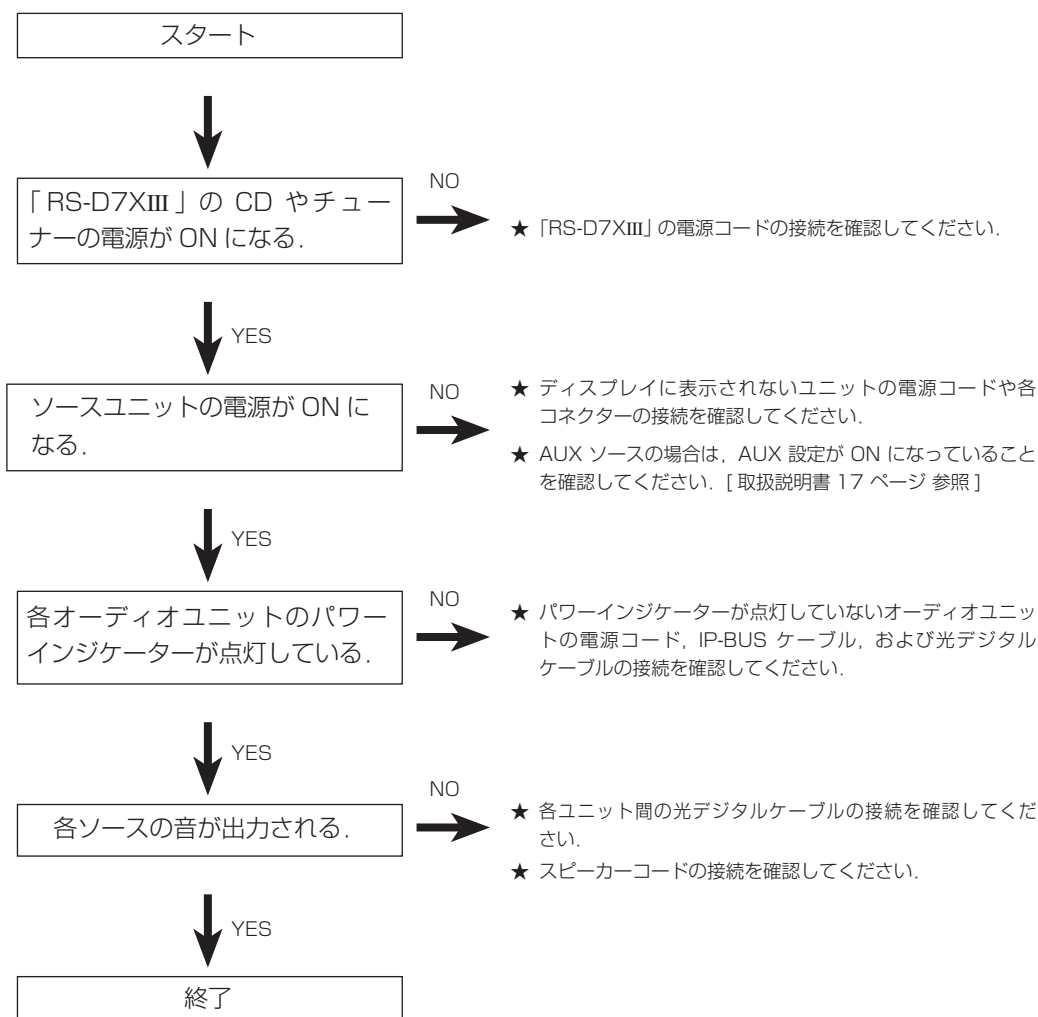 スタート
「RS-D7XⅢ」の CD やチュー
ナーの電源が ON になる.
NO
★「RS-D7XⅢ」の電源コードの接続を確認してください.
YES
ソースユニットの電源が ON に
なる.
NO
★ ディスプレイに表示されないユニットの電源コードや各
コネクターの接続を確認してください.
★ AUX ソースの場合は, AUX 設定が ON になっていること
を確認してください. [ 取扱説明書 17 ページ 参照 ]
YES
各オーディオユニットのパワー
インジケーターが点灯している.
NO
★ パワーインジケーターが点灯していないオーディオユニッ
トの電源コード, IP-BUS ケーブル, および光デジタル
ケーブルの接続を確認してください.
YES
各ソースの音が出力される.
NO
★ 各ユニット間の光デジタルケーブルの接続を確認してくだ
さい.
★ スピーカーコードの接続を確認してください.
YES
終了